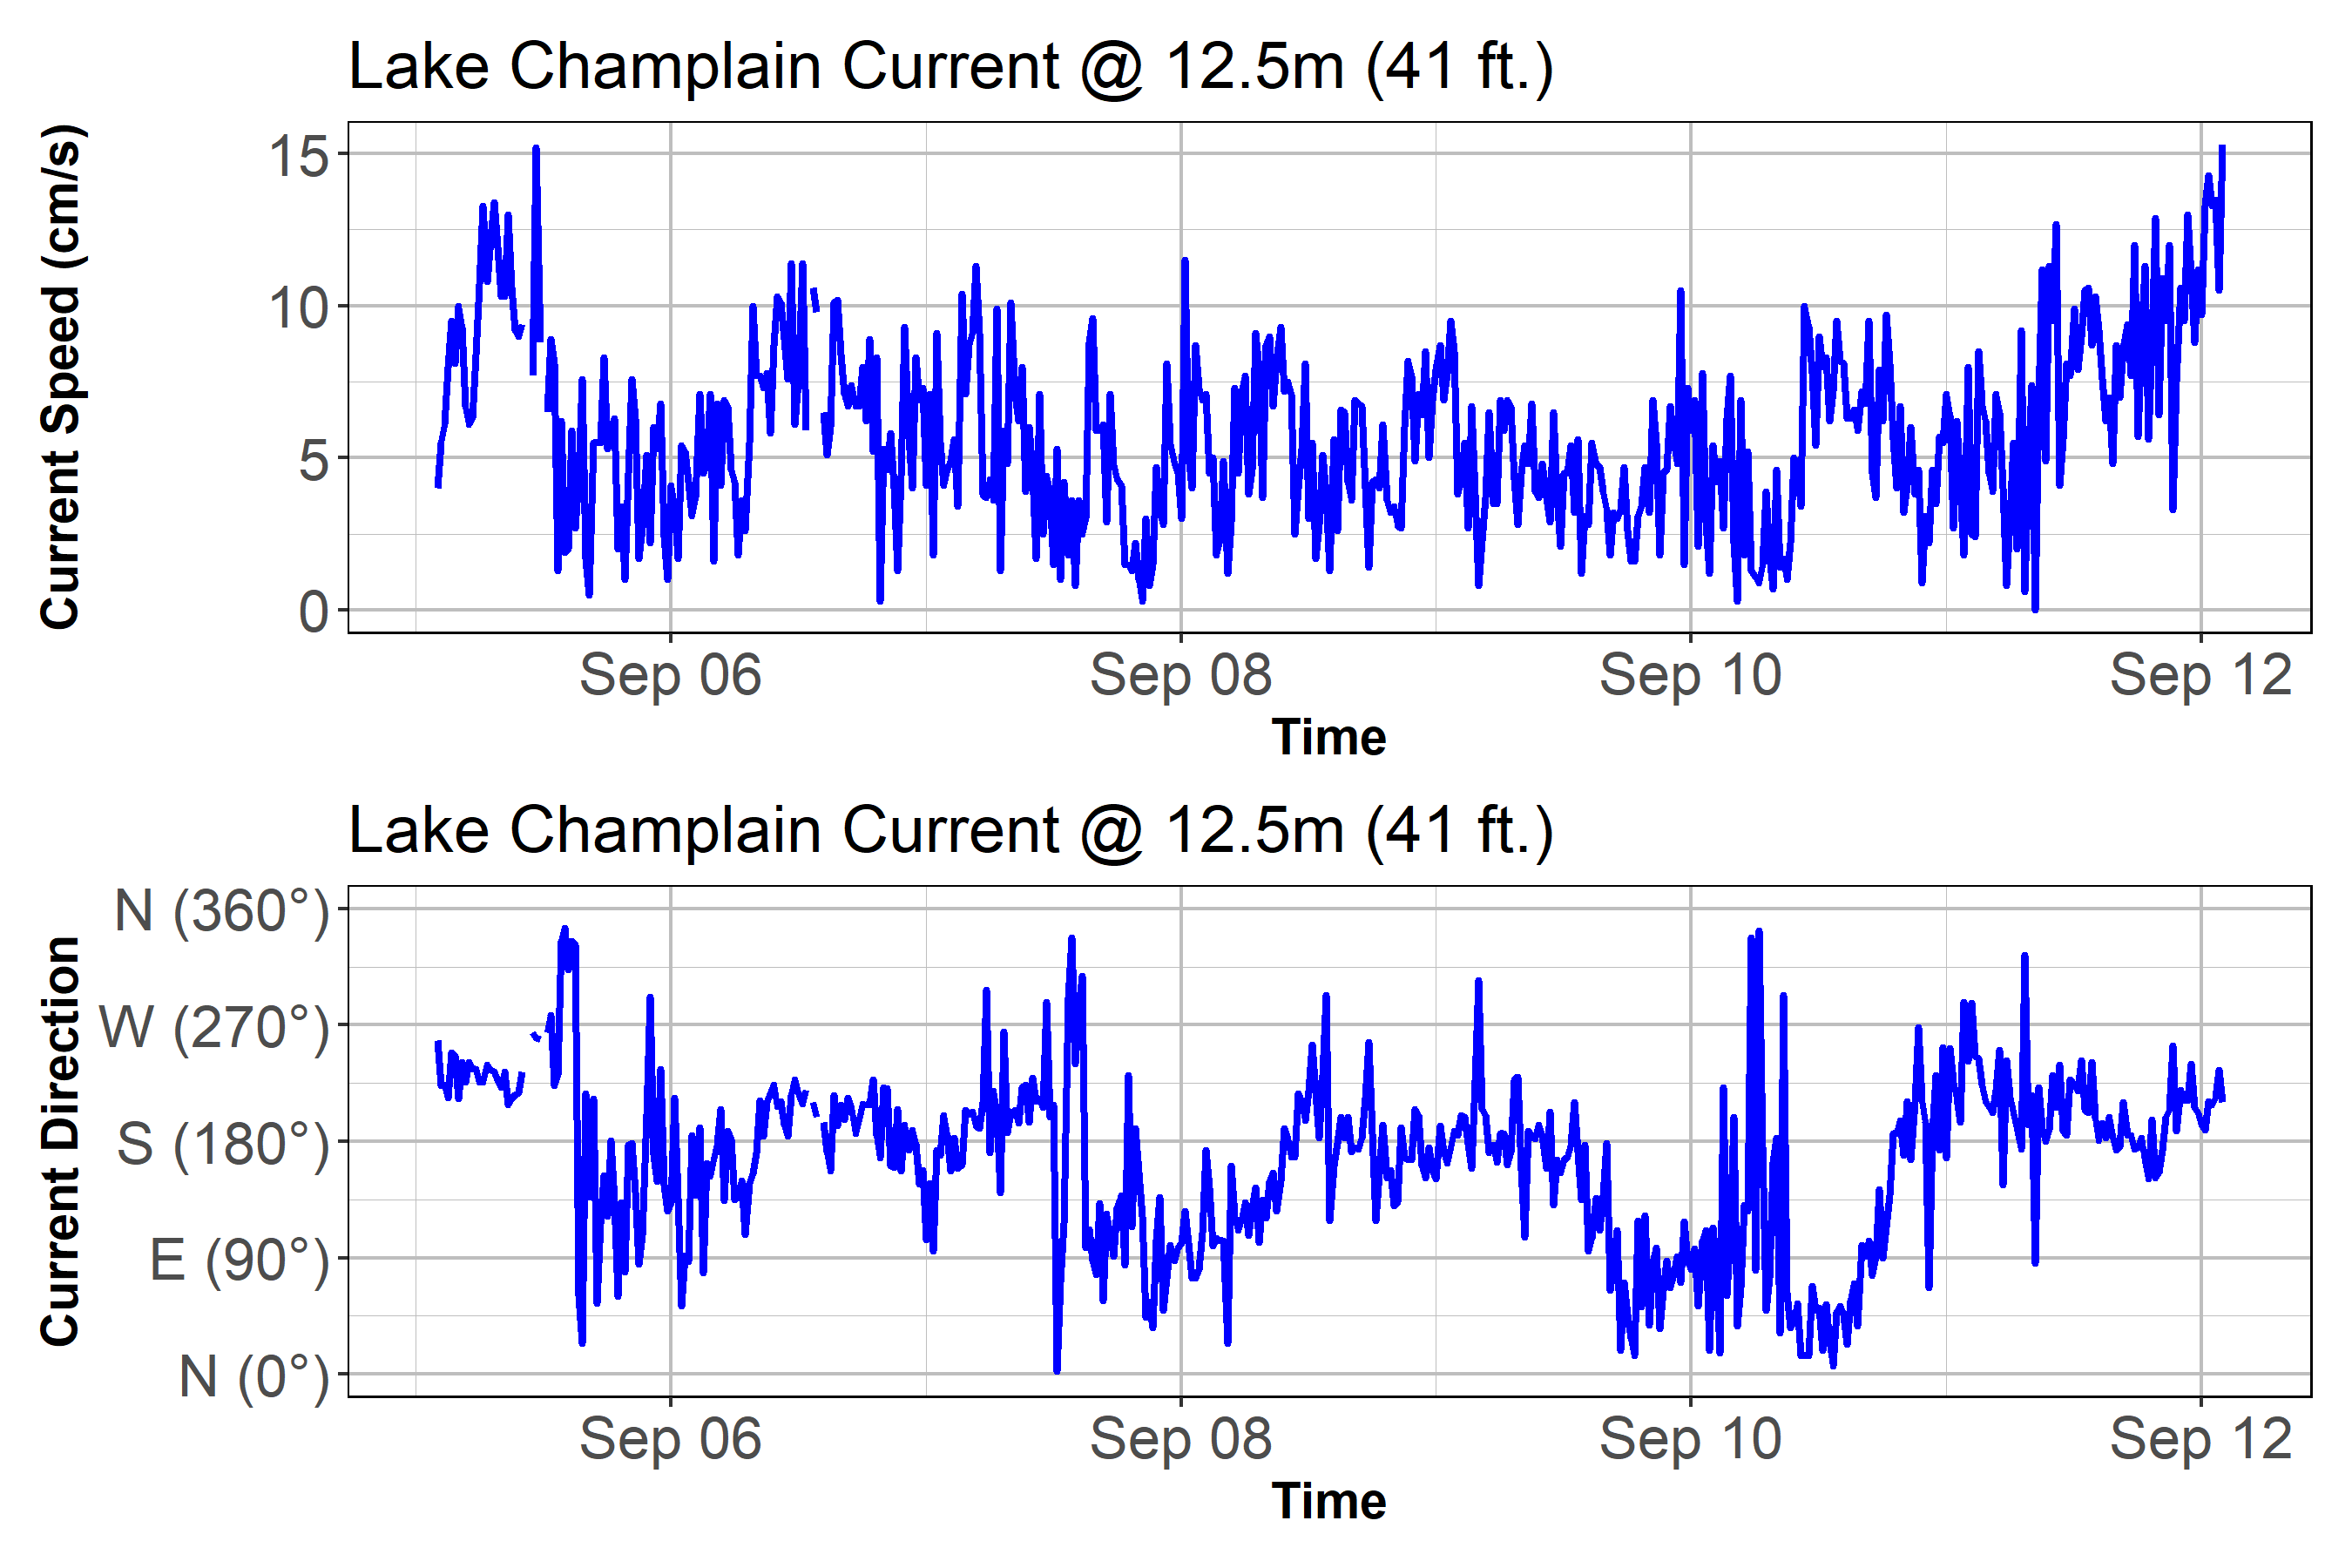 Lake Champlain Current @ 12.5m (41 ft.)
Current Speed (cm/s)
15
10
5
0
Sep 06 Sep 08 Sep 10 Sep 12
Time
Lake Champlain Current @ 12.5m (41 ft.)
Current Direction
N (360°)
W (270°)
S (180°)
E (90°)
N (0°)
Sep 06 Sep 08 Sep 10 Sep 12
Time